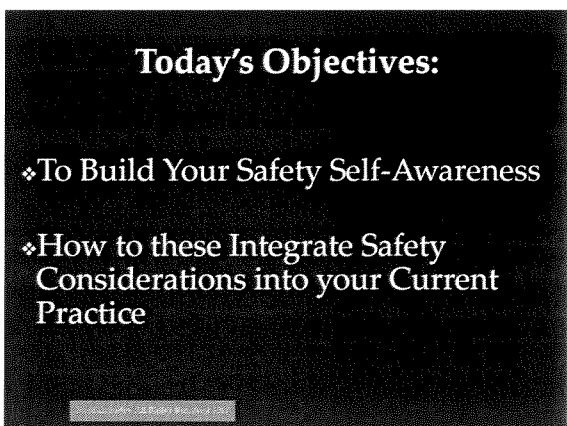 Today's Objectives:
❖To Build Your Safety Self-Awareness
❖How to these Integrate Safety
Considerations into your Current
Practice